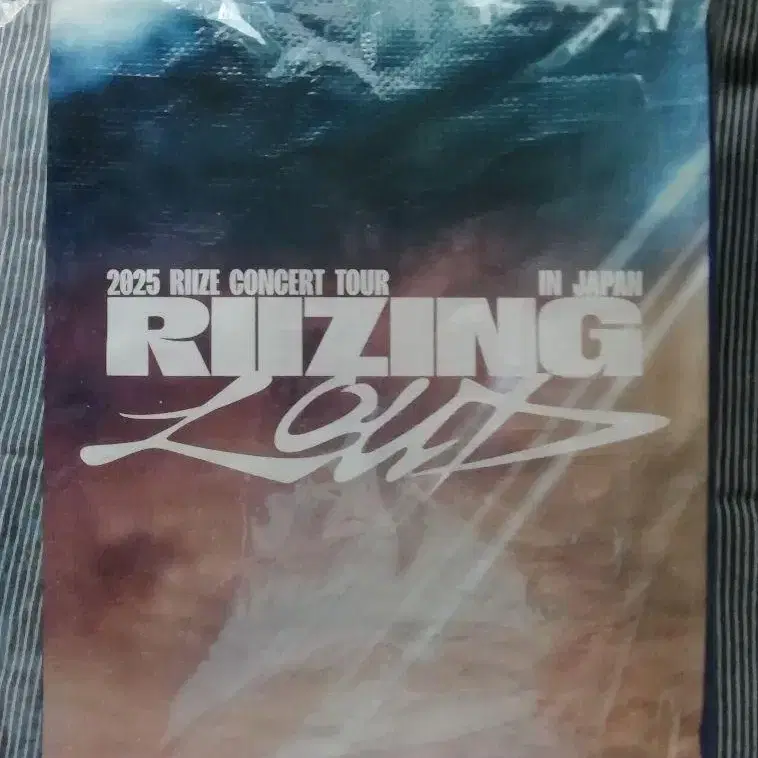 2025 RIIZE CONCERT TOUR IN JAPAN
RIIZING
LOUD